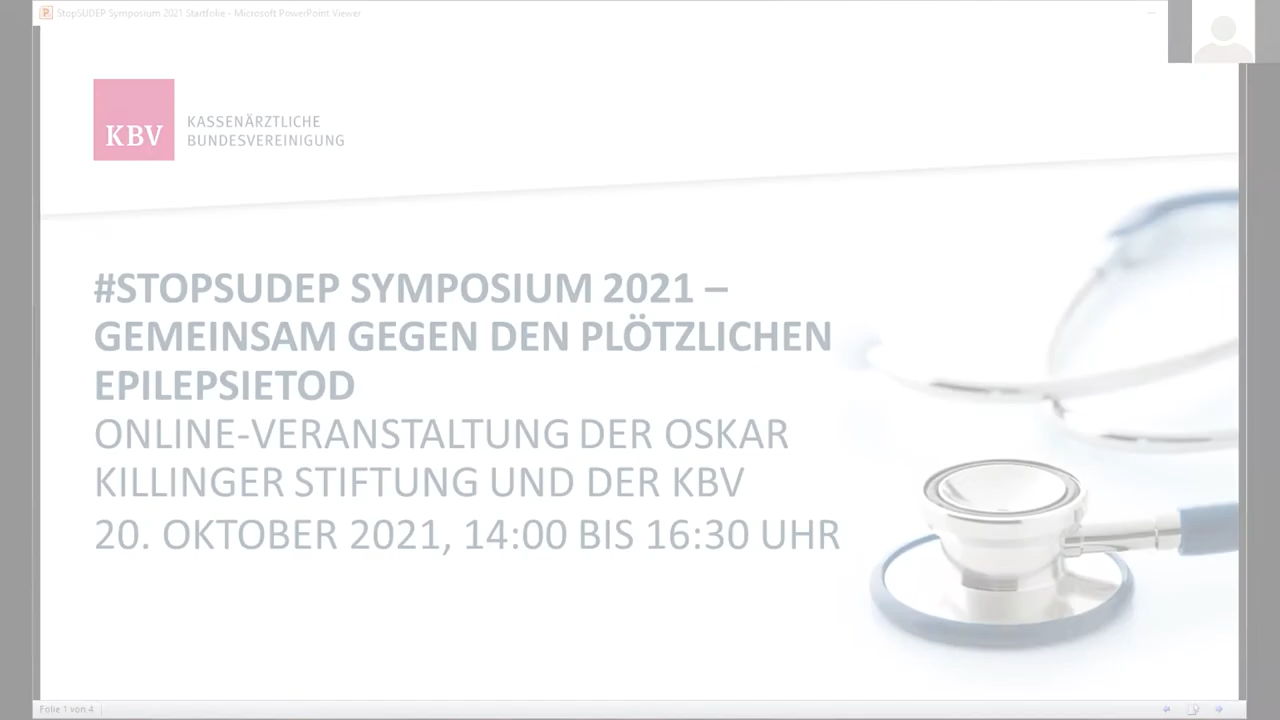 StopSUDEP Symposium 2021 Startfolie - Microsoft PowerPoint Viewer
KBV
KASSENÄRZTLICHE
BUNDESVEREINIGUNG
#STOPSUDEP SYMPOSIUM 2021 –
GEMEINSAM GEGEN DEN PLÖTZLICHEN
EPILEPSIETOD
ONLINE-VERANSTALTUNG DER OSKAR
KILLINGER STIFTUNG UND DER KBV
20. OKTOBER 2021, 14:00 BIS 16:30 UHR
Folie 1 von 4